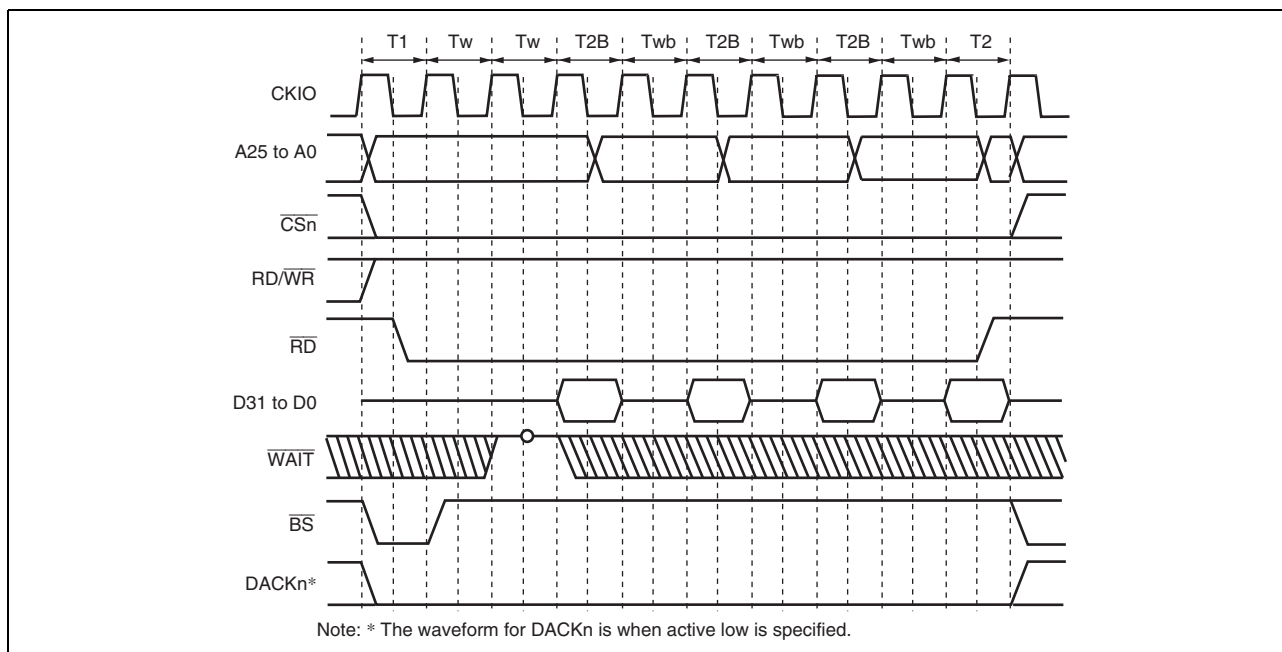 T1 Tw Tw T2B Twb T2B Twb T2B Twb T2
CKIO
A25 to A0
CSn
RD/WR
RD
D31 to D0
WAIT
BS
DACKn*
Note: * The waveform for DACKn is when active low is specified.